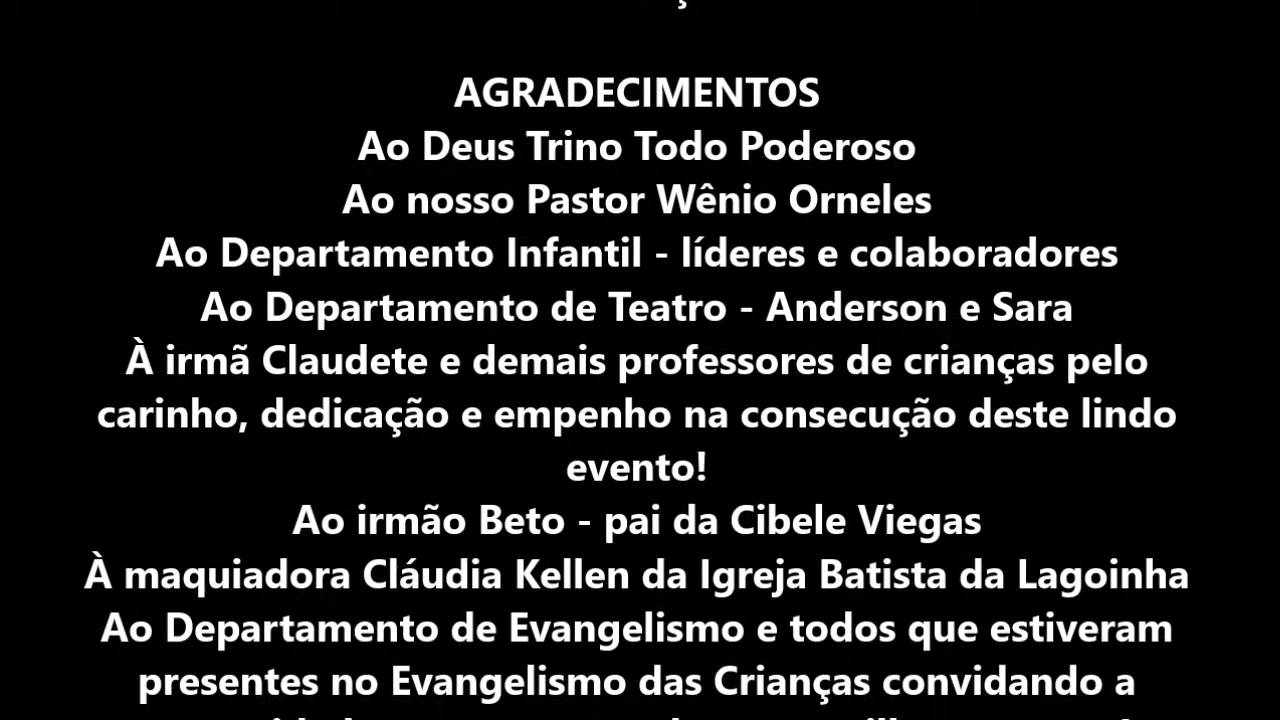 AGRADECIMENTOS
Ao Deus Trino Todo Poderoso
Ao nosso Pastor Wênio Orneles
Ao Departamento Infantil - líderes e colaboradores
Ao Departamento de Teatro - Anderson e Sara
À irmã Claudete e demais professores de crianças pelo
carinho, dedicação e empenho na consecução deste lindo
evento!
Ao irmão Beto - pai da Cibele Viegas
À maquiadora Cláudia Kellen da Igreja Batista da Lagoinha
Ao Departamento de Evangelismo e todos que estiveram
presentes no Evangelismo das Crianças convidando a